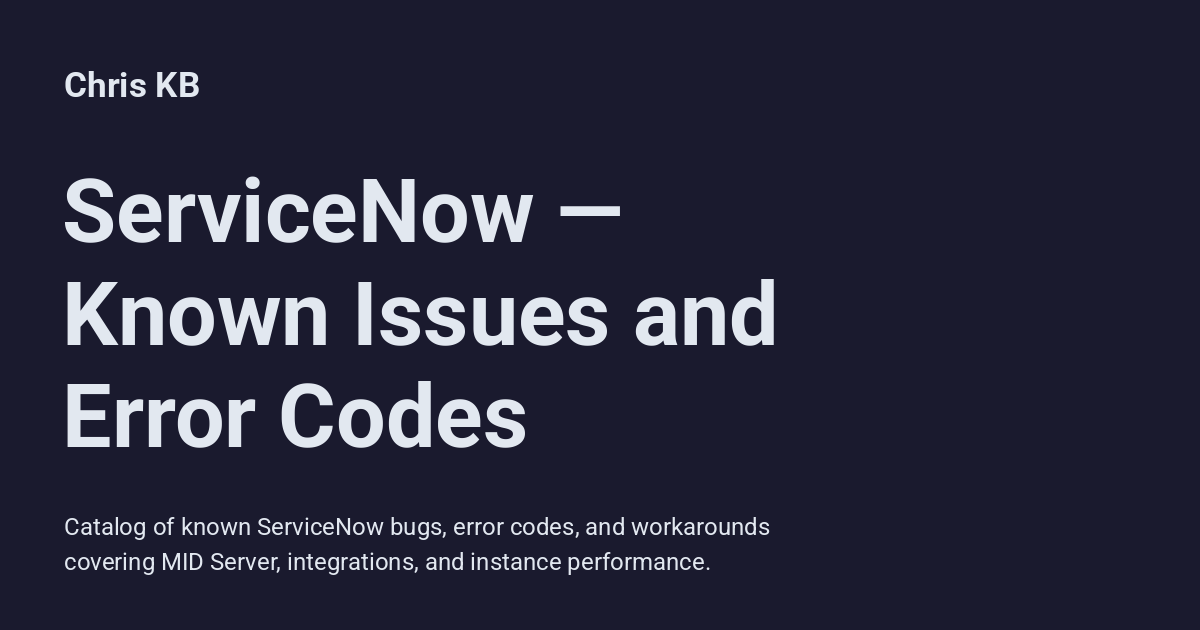 Chris KB
ServiceNow —
Known Issues and
Error Codes
Catalog of known ServiceNow bugs, error codes, and workarounds
covering MID Server, integrations, and instance performance.